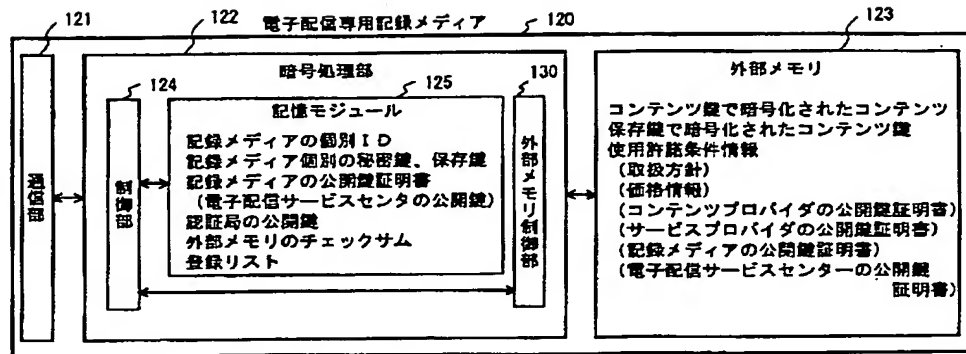 電子配信専用記録メディア
120
121
122
123
通信部
暗号処理部
124
125
130
制御部
記憶モジュール
記録メディアの個別ID
記録メディア個別の秘密鍵、保存鍵
記録メディアの公開鍵証明書
(電子配信サービスセンタの公開鍵)
認証局の公開鍵
外部メモリのチェックサム
登録リスト
外部メモリ制御部
外部メモリ
コンテンツ鍵で暗号化されたコンテンツ
保存鍵で暗号化されたコンテンツ鍵
使用許諾条件情報
(取扱方針)
(価格情報)
(コンテンツプロバイダの公開鍵証明書)
(サービスプロバイダの公開鍵証明書)
(記録メディアの公開鍵証明書)
(電子配信サービスセンターの公開鍵
証明書)